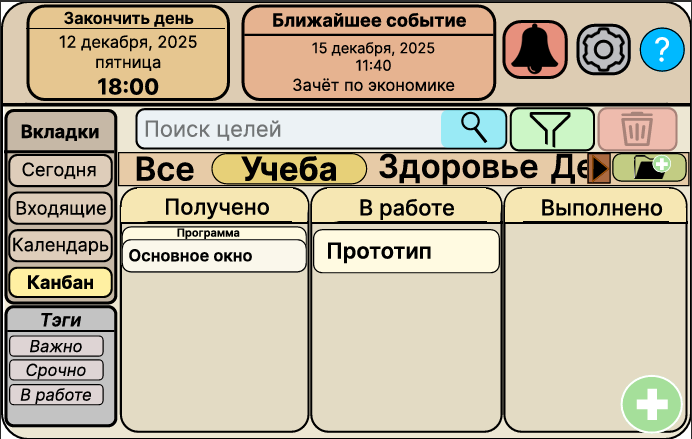 Закончить день
12 декабря, 2025
пятница
18:00
Ближайшее событие
15 декабря, 2025
11:40
Зачёт по экономике
?
Вкладки
Сегодня
Входящие
Календарь
Канбан
Тэги
Важно
Срочно
В работе
Поиск целей
Все
Учеба
Здоровье
Де
Получено
Программа
Основное окно
В работе
Прототип
Выполнено